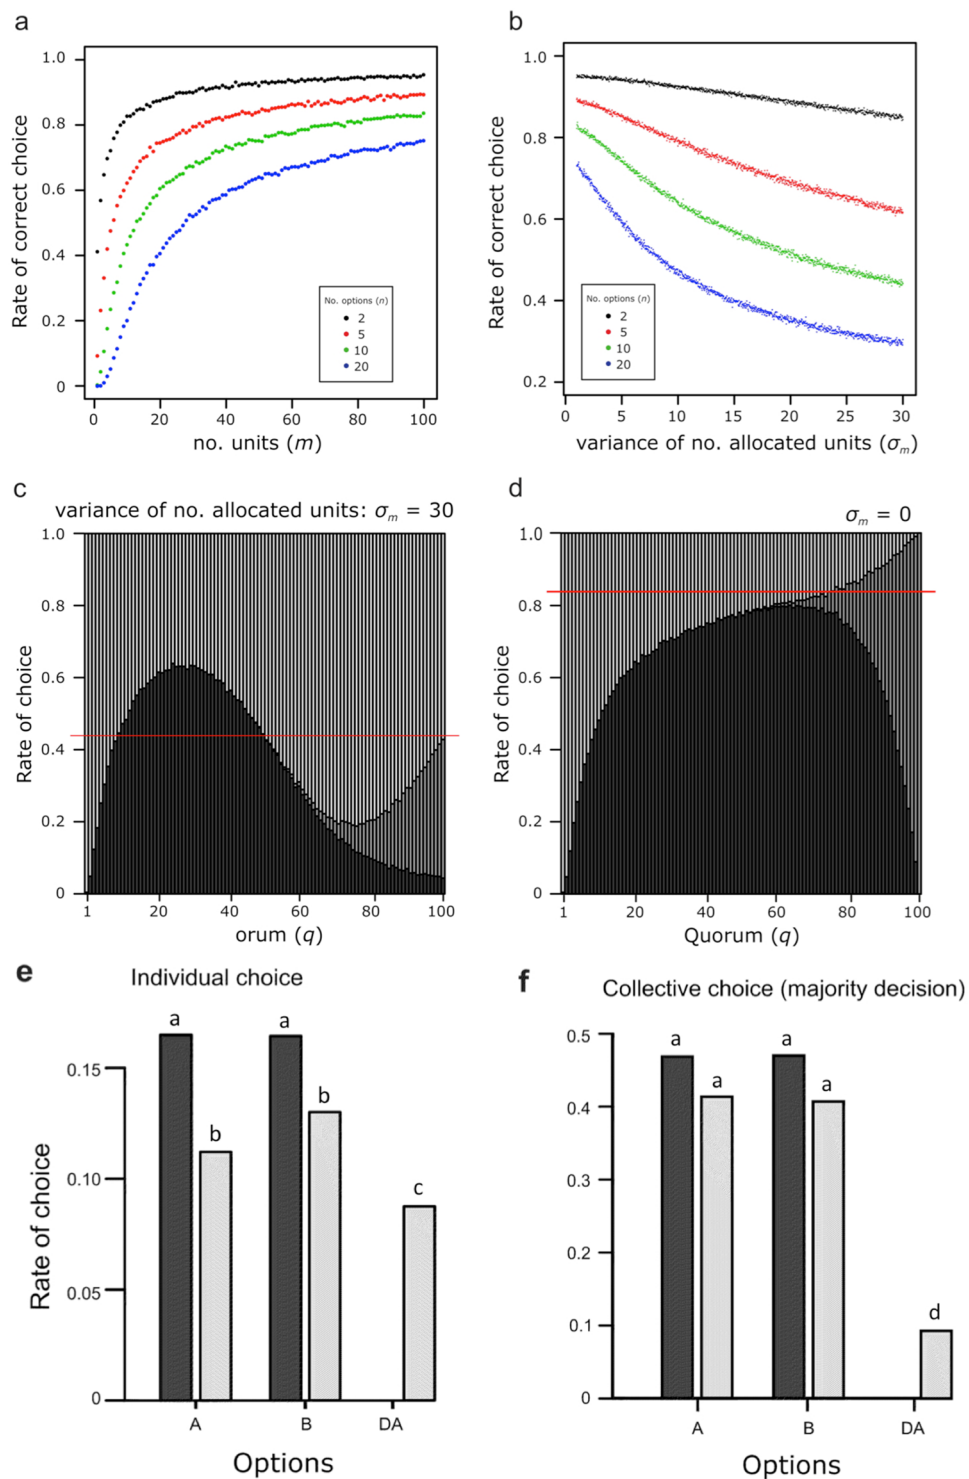 a
1.0
0.8
0.6
0.4
0.2
0
Rate of correct choice
No. options (n)
2
5
10
20
0
20
40
60
80
100
no. units (m)
b
1.0
0.8
0.6
0.4
0.2
Rate of correct choice
No. options (n)
2
5
10
20
0
5
10
15
20
25
30
variance of no. allocated units (σm)
c
variance of no. allocated units: σm = 30
1.0
0.8
0.6
0.4
0.2
0
Rate of choice
1
20
40
60
80
100
orum (q)
d
σm = 0
1.0
0.8
0.6
0.4
0.2
0
Rate of choice
1
20
40
60
80
100
Quorum (q)
e
Individual choice
0.15
0.10
0.05
0
Rate of choice
a
b
a
b
c
A
B
DA
Options
f
Collective choice (majority decision)
0.5
0.4
0.3
0.2
0.1
0
a
a
a
a
d
A
B
DA
Options